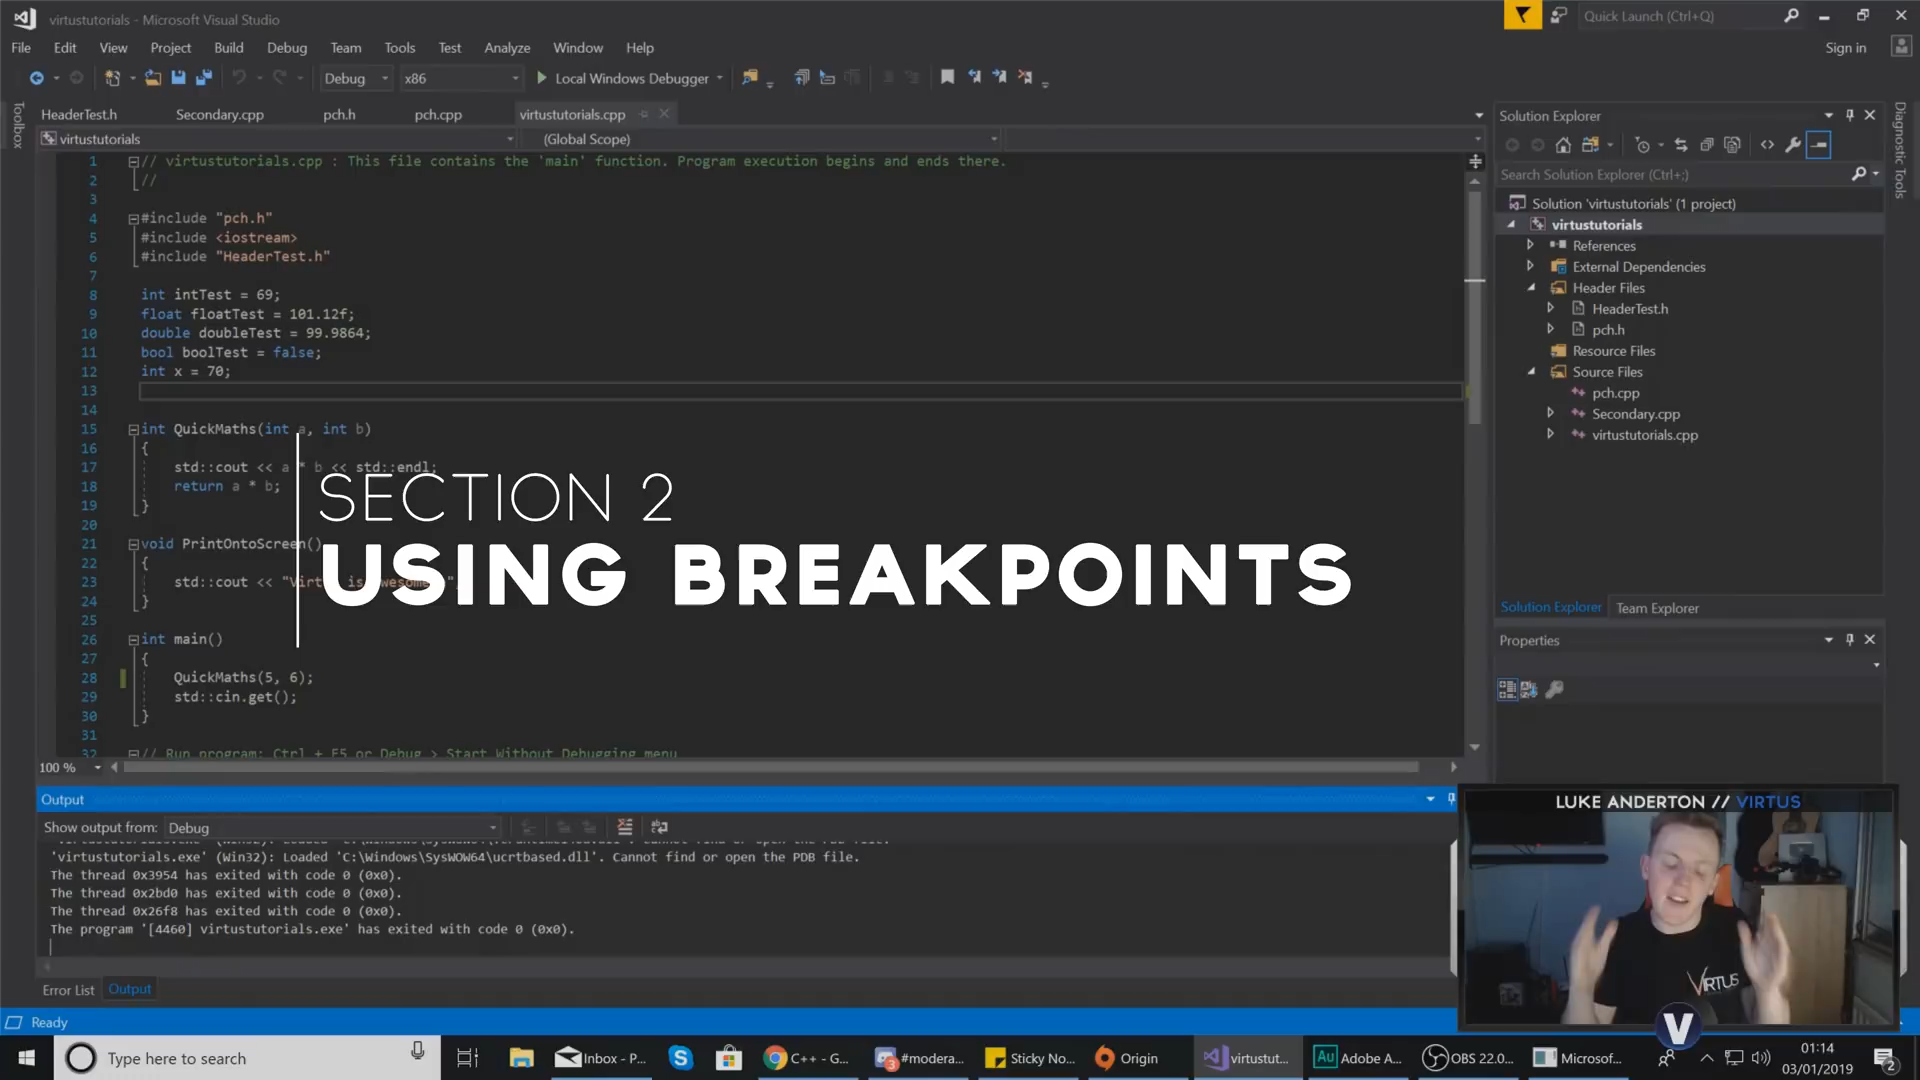 virtustutorials - Microsoft Visual Studio
Quick Launch (Ctrl+Q)
File Edit View Project Build Debug Team Tools Test Analyze Window Help
Sign in
Debug x86 Local Windows Debugger
Toolbox
HeaderTest.h Secondary.cpp pch.h pch.cpp virtustutorials.cpp
virtustutorials (Global Scope)
1 // virtustutorials.cpp : This file contains the 'main' function. Program execution begins and ends there.
2 //
3
4 #include "pch.h"
5 #include <iostream>
6 #include "HeaderTest.h"
7
8 int intTest = 69;
9 float floatTest = 101.12f;
10 double doubleTest = 99.9864;
11 bool boolTest = false;
12 int x = 70;
13
14
15 int QuickMaths(int a, int b)
16 {
17 std::cout << a * b << std::endl;
18 return a * b;
19 }
20
21 void PrintOntoScreen()
22 {
23 std::cout <<
24 }
25
26 int main()
27 {
28 QuickMaths(5, 6);
29 std::cin.get();
30 }
31
32 // Run program: Ctrl + F5 or Debug > Start Without Debugging menu
SECTION 2
USING BREAKPOINTS
100 %
Output
Show output from: Debug
'virtustutorials.exe' (Win32): Loaded 'C:\Windows\SysWOW64\ucrtbased.dll'. Cannot find or open the PDB file.
The thread 0x3954 has exited with code 0 (0x0).
The thread 0x2bd0 has exited with code 0 (0x0).
The thread 0x26f8 has exited with code 0 (0x0).
The program '[4460] virtustutorials.exe' has exited with code 0 (0x0).
Error List Output
Ready
Solution Explorer
Search Solution Explorer (Ctrl+;)
Solution 'virtustutorials' (1 project)
virtustutorials
References
External Dependencies
Header Files
HeaderTest.h
pch.h
Resource Files
Source Files
pch.cpp
Secondary.cpp
virtustutorials.cpp
Solution Explorer Team Explorer
Properties
Diagnostic Tools
LUKE ANDERTON // VIRTUS
VIRTUS
V
Type here to search
Inbox - P...
C++ - G...
3
#modera...
Sticky No...
Origin
virtustut...
Au Adobe A...
OBS 22.0...
Microsof...
01:14
03/01/2019
2